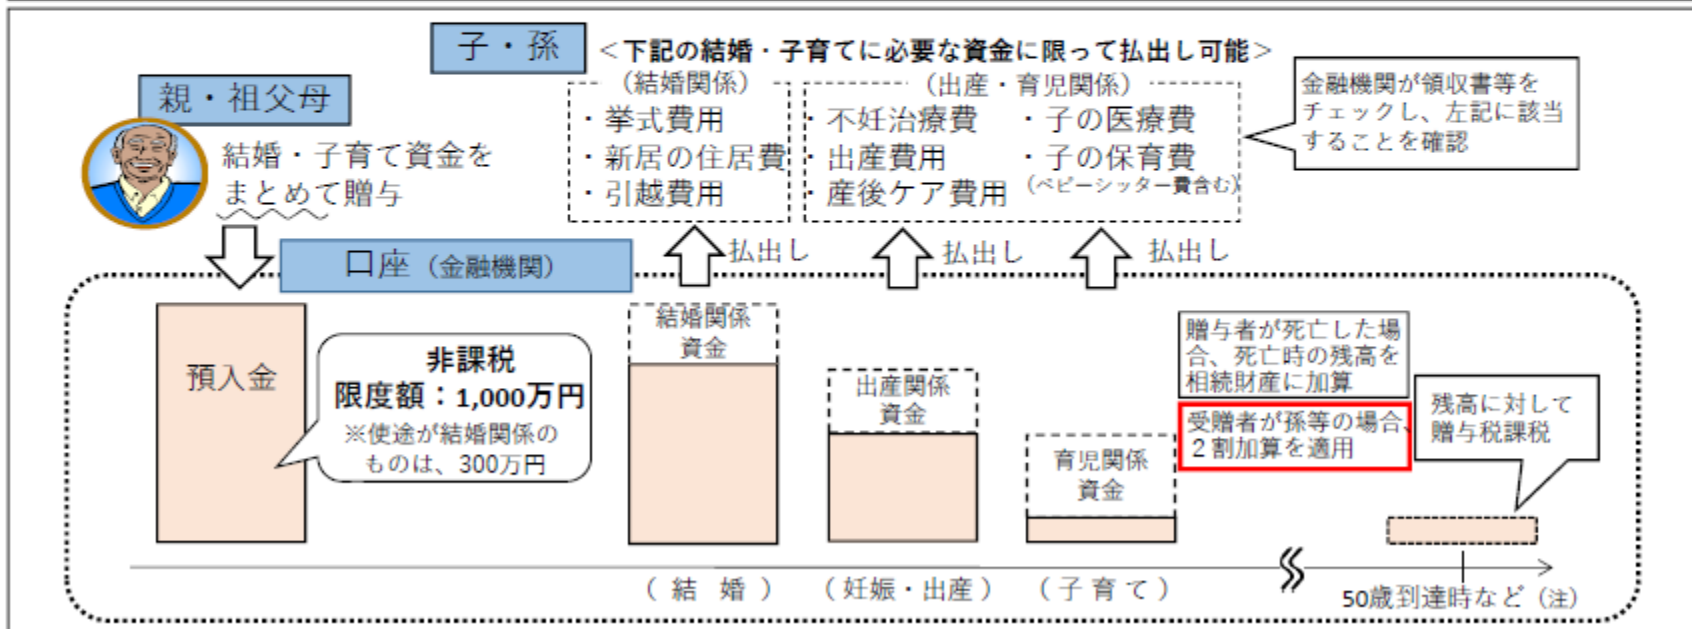 子・孫
＜下記の結婚・子育てに必要な資金に限って払出し可能＞
親・祖父母
結婚・子育て資金を
まとめて贈与
（結婚関係）
・挙式費用
・新居の住居費
・引越費用
（出産・育児関係）
・不妊治療費
・出産費用
・産後ケア費用
・子の医療費
・子の保育費
（ベビーシッター費含む）
金融機関が領収書等を
チェックし、左記に該当
することを確認
口座（金融機関）
払出し
払出し
払出し
預入金
非課税
限度額：1,000万円
※使途が結婚関係の
ものは、300万円
結婚関係
資金
出産関係
資金
育児関係
資金
贈与者が死亡した場
合、死亡時の残高を
相続財産に加算
受贈者が孫等の場合、
２割加算を適用
残高に対して
贈与税課税
（結婚）
（妊娠・出産）
（子育て）
50歳到達時など（注）